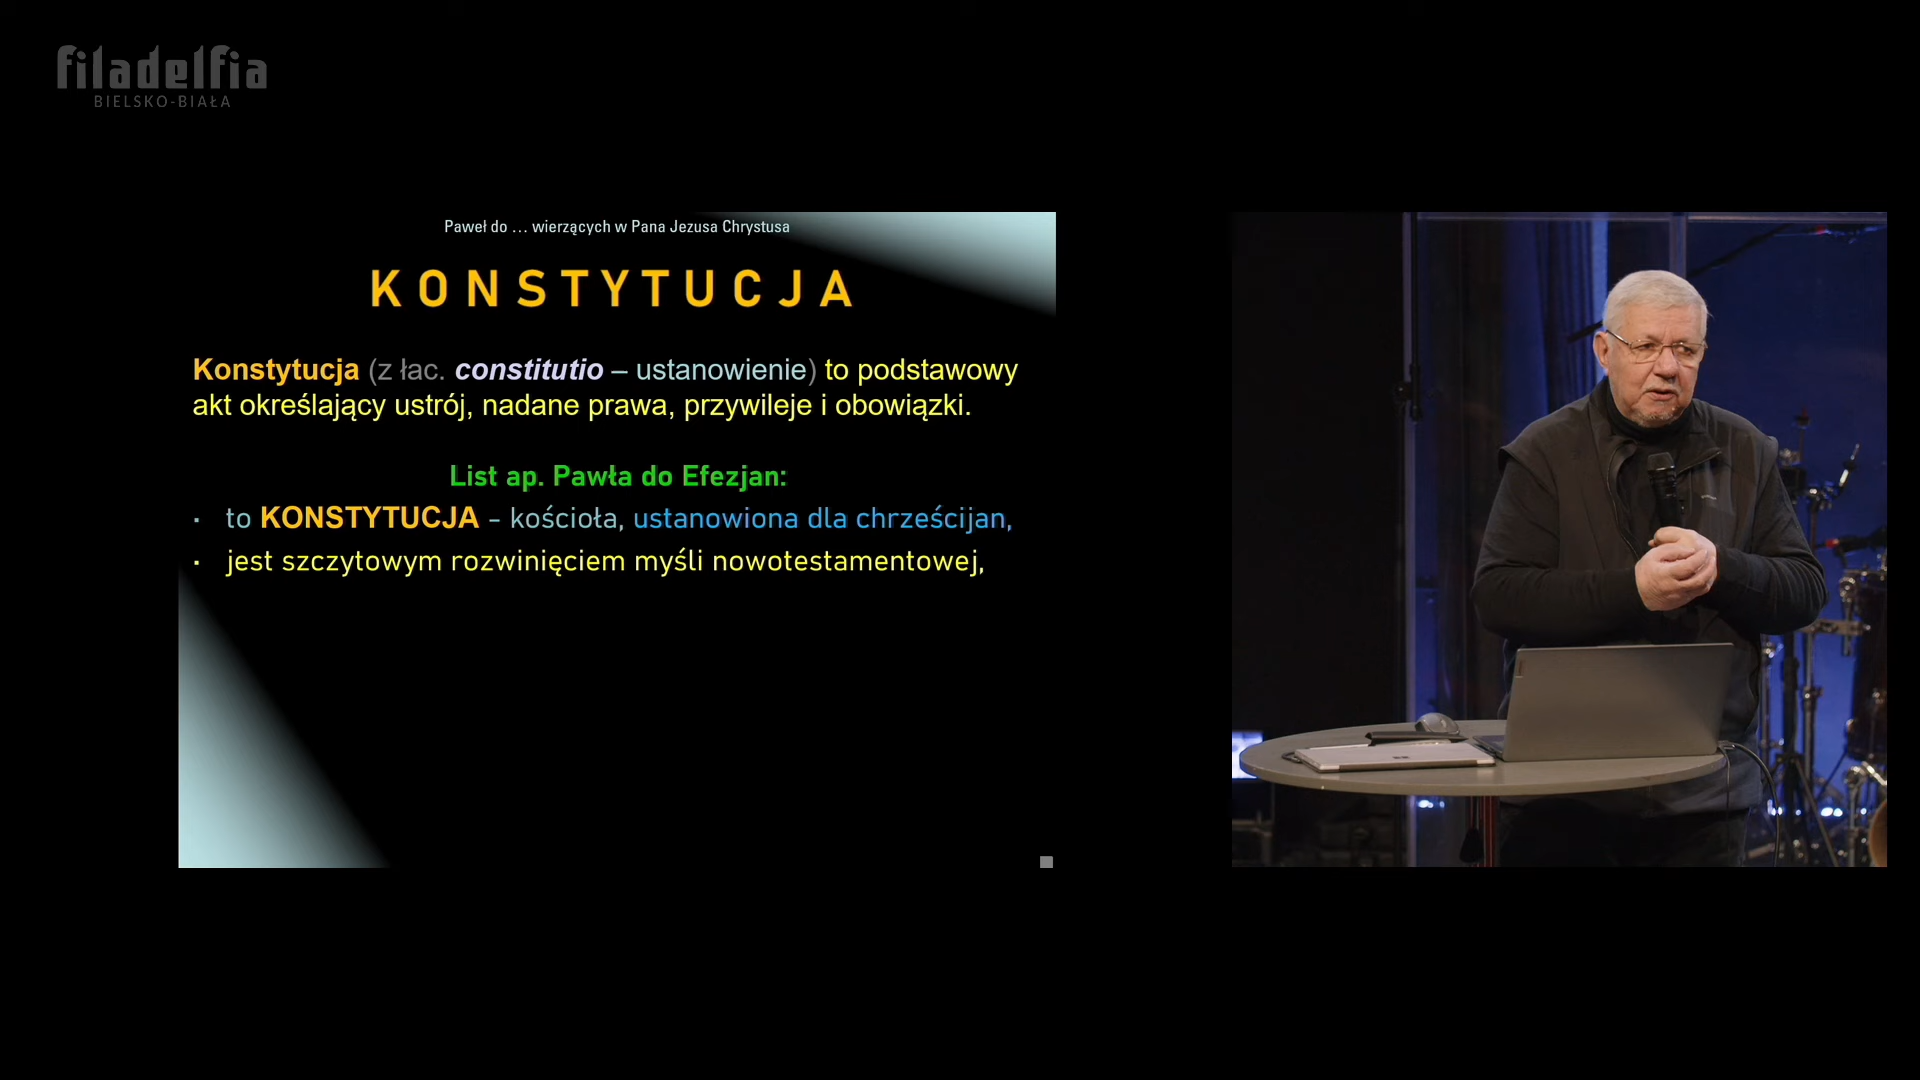 filadelfia
BIELSKO-BIAŁA
Paweł do … wierzących w Pana Jezusa Chrystusa
KONSTYTUCJA
Konstytucja (z łac. constitutio – ustanowienie) to podstawowy
akt określający ustrój, nadane prawa, przywileje i obowiązki.
List ap. Pawła do Efezjan:
· to KONSTYTUCJA - kościoła, ustanowiona dla chrześcijan,
· jest szczytowym rozwinięciem myśli nowotestamentowej,